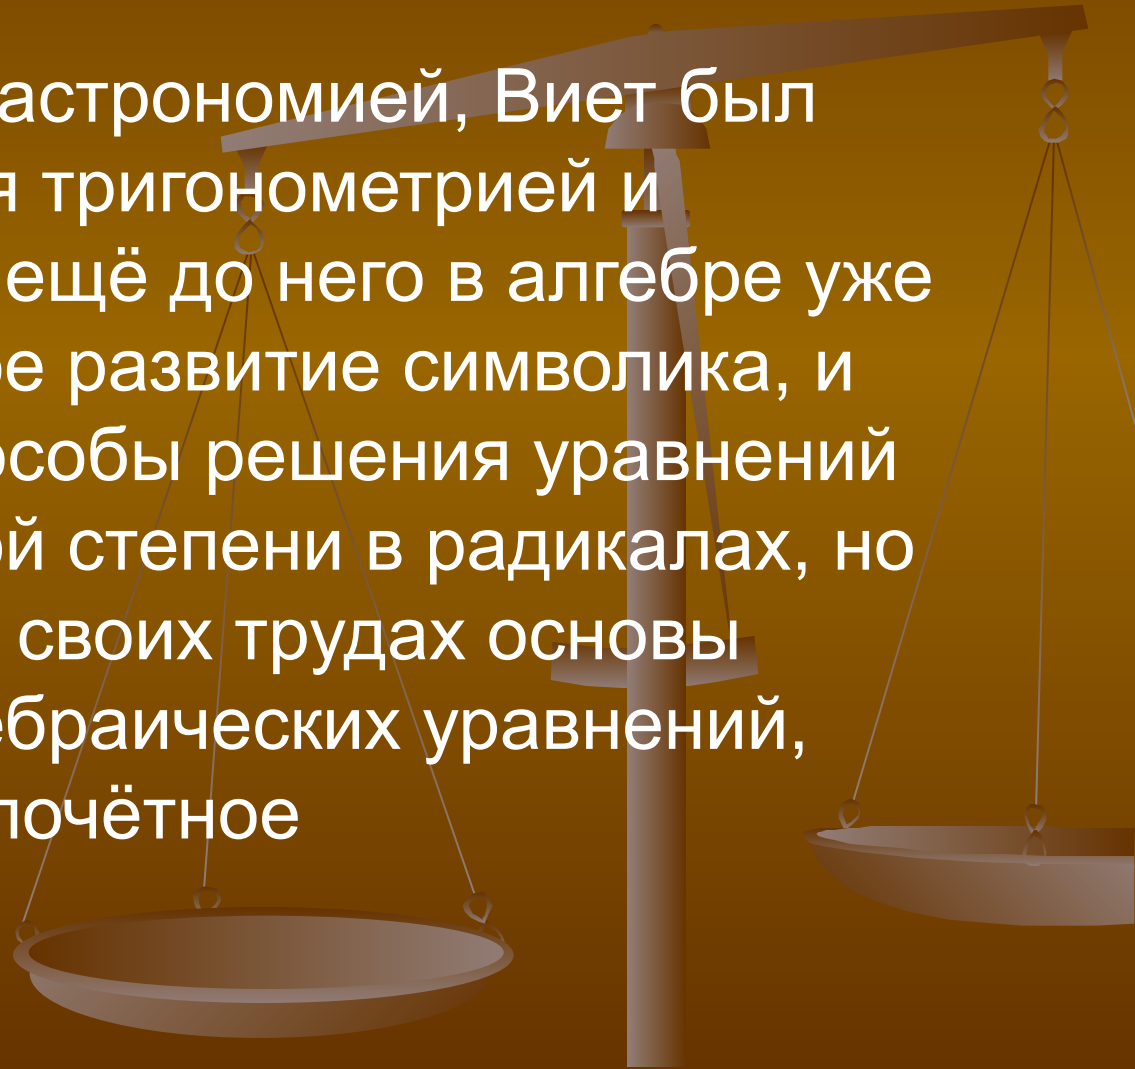 астрономией, Виет был
я тригонометрией и
ещё до него в алгебре уже
ое развитие символика, и
особы решения уравнений
ой степени в радикалах, но
своих трудах основы
ебраических уравнений,
почётное